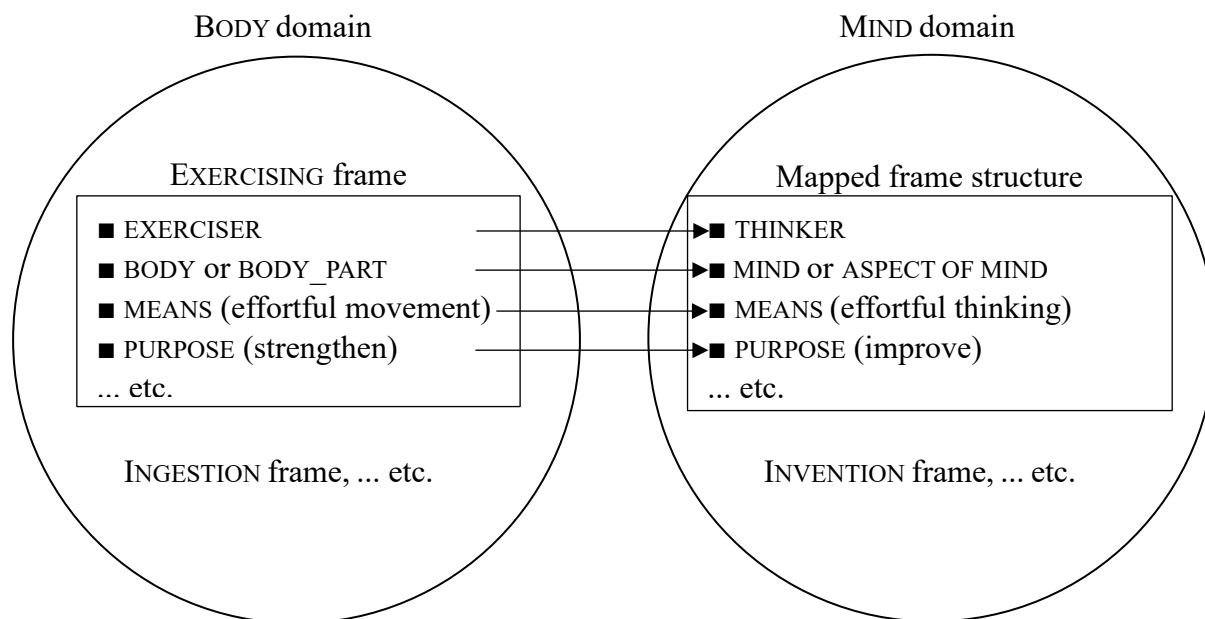 BODY domain
MIND domain
EXERCISING frame
■ EXERCISER
■ BODY or BODY_PART
■ MEANS (effortful movement)
■ PURPOSE (strengthen)
... etc.
INGESTION frame, ... etc.
Mapped frame structure
■ THINKER
■ MIND or ASPECT OF MIND
■ MEANS (effortful thinking)
■ PURPOSE (improve)
... etc.
INVENTION frame, ... etc.